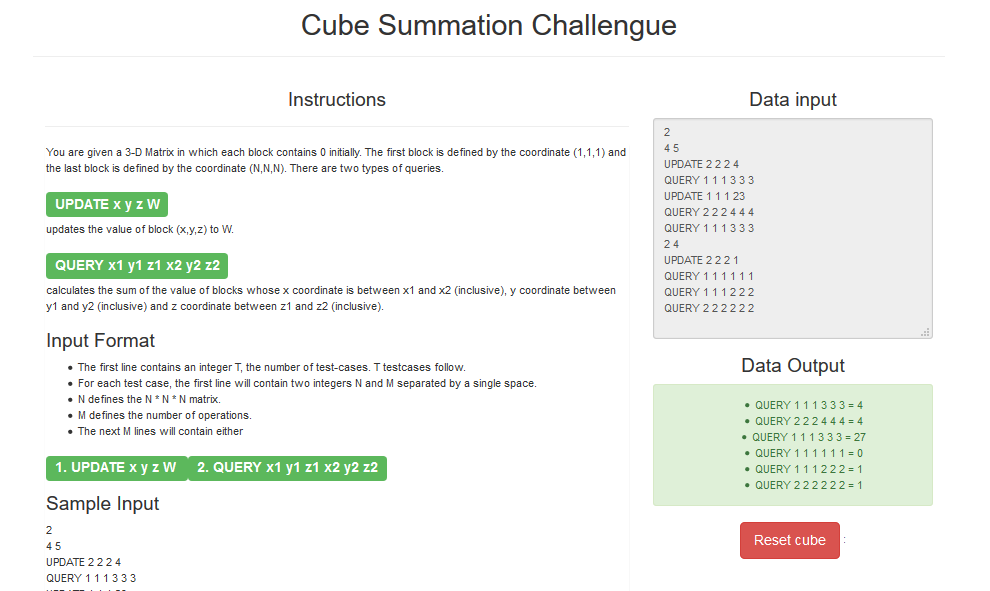 Cube Summation Challengue
Instructions
You are given a 3-D Matrix in which each block contains 0 initially. The first block is defined by the coordinate (1,1,1) and
the last block is defined by the coordinate (N,N,N). There are two types of queries.
UPDATE x y z W
updates the value of block (x,y,z) to W.
QUERY x1 y1 z1 x2 y2 z2
calculates the sum of the value of blocks whose x coordinate is between x1 and x2 (inclusive), y coordinate between
y1 and y2 (inclusive) and z coordinate between z1 and z2 (inclusive).
Input Format
• The first line contains an integer T, the number of test-cases. T testcases follow.
• For each test case, the first line will contain two integers N and M separated by a single space.
• N defines the N * N * N matrix.
• M defines the number of operations.
• The next M lines will contain either
1. UPDATE x y z W 2. QUERY x1 y1 z1 x2 y2 z2
Sample Input
2
4 5
UPDATE 2 2 2 4
QUERY 1 1 1 3 3 3
Data input
2
4 5
UPDATE 2 2 2 4
QUERY 1 1 1 3 3 3
UPDATE 1 1 1 23
QUERY 2 2 2 4 4 4
QUERY 1 1 1 3 3 3
2 4
UPDATE 2 2 2 1
QUERY 1 1 1 1 1 1
QUERY 1 1 1 2 2 2
QUERY 2 2 2 2 2 2
Data Output
• QUERY 1 1 1 3 3 3 = 4
• QUERY 2 2 2 4 4 4 = 4
• QUERY 1 1 1 3 3 3 = 27
• QUERY 1 1 1 1 1 1 = 0
• QUERY 1 1 1 2 2 2 = 1
• QUERY 2 2 2 2 2 2 = 1
Reset cube :